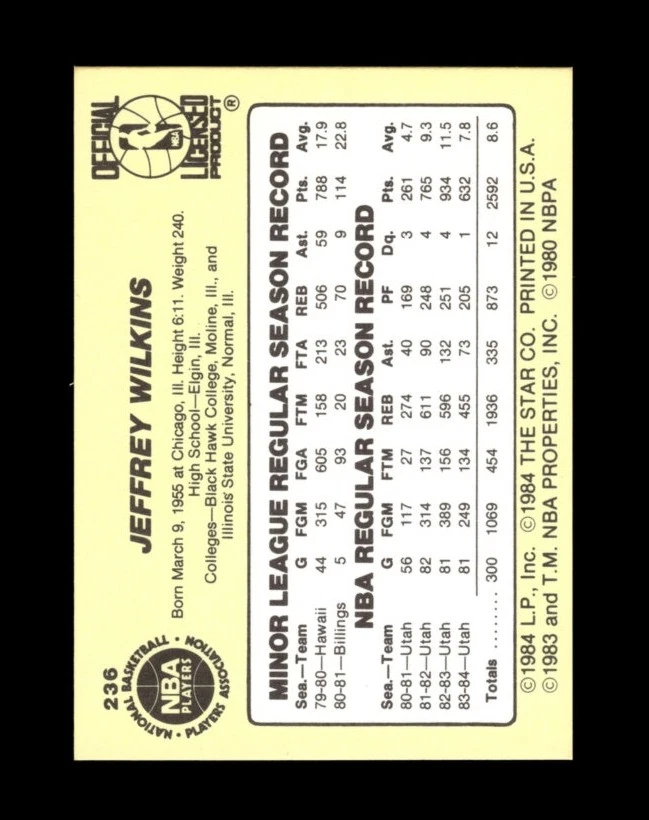 236
NATIONAL BASKETBALL
NBA
PLAYERS
PLAYERS ASSOCIATION
JEFFREY WILKINS
OFFICIAL
NBA
LICENSED
PRODUCT
®
Born March 9, 1955 at Chicago, Ill. Height 6:11. Weight 240.
High School—Elgin, Ill.
Colleges—Black Hawk College, Moline, Ill., and
Illinois State University, Normal, Ill.
MINOR LEAGUE REGULAR SEASON RECORD
Sea.—Team G FGM FGA FTM FTA REB Ast. Pts. Avg.
79-80—Hawaii 44 315 605 158 213 506 59 788 17.9
80-81—Billings 5 47 93 20 23 70 9 114 22.8
NBA REGULAR SEASON RECORD
Sea.—Team G FGM FTM REB Ast. PF Dq. Pts. Avg.
80-81—Utah 56 117 27 274 40 169 3 261 4.7
81-82—Utah 82 314 137 611 90 248 4 765 9.3
82-83—Utah 81 389 156 596 132 251 4 934 11.5
83-84—Utah 81 249 134 455 73 205 1 632 7.8
Totals ......... 300 1069 454 1936 335 873 12 2592 8.6
©1984 L.P., Inc. ©1984 THE STAR CO. PRINTED IN U.S.A.
©1983 and T.M. NBA PROPERTIES, INC. ©1980 NBPA